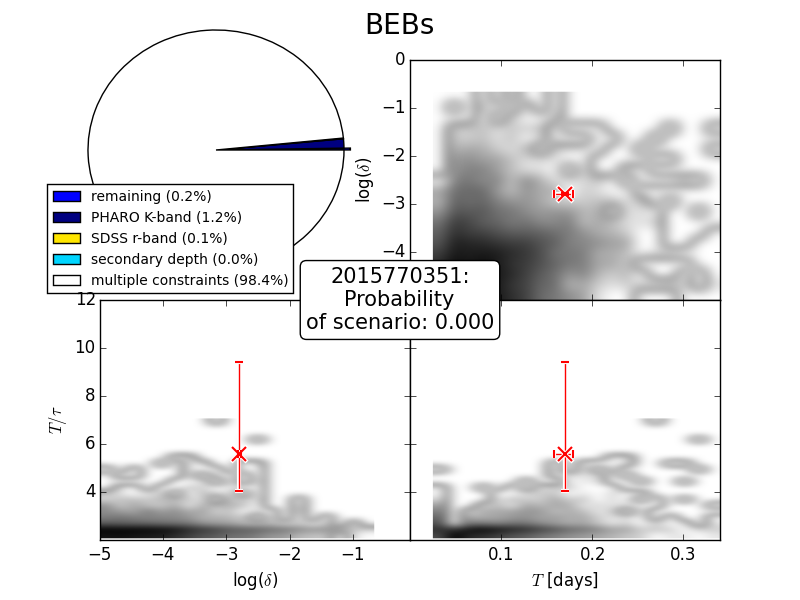 BEBs
remaining (0.2%)
PHARO K-band (1.2%)
SDSS r-band (0.1%)
secondary depth (0.0%)
multiple constraints (98.4%)
0
−1
−2
−3
−4
log(δ)
2015770351:
Probability
of scenario: 0.000
12
10
8
6
4
T/τ
−5 −4 −3 −2 −1
log(δ)
0.1 0.2 0.3
T [days]